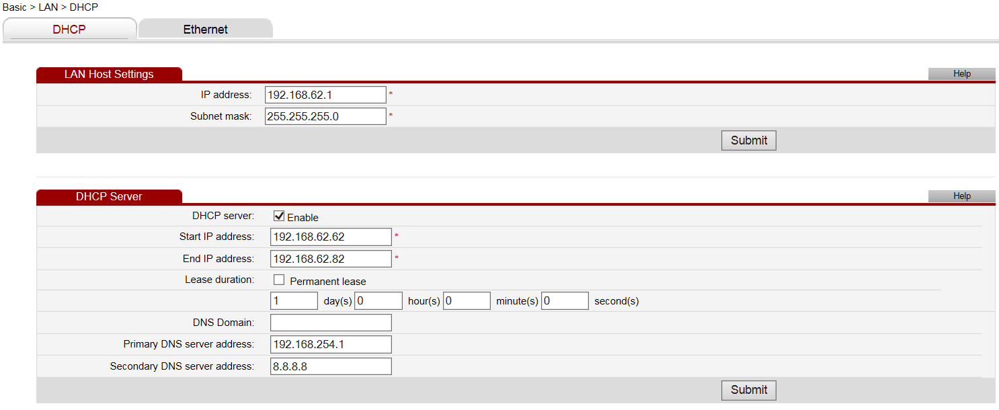 Basic > LAN > DHCP
DHCP Ethernet
LAN Host Settings Help
IP address: 192.168.62.1 *
Subnet mask: 255.255.255.0 *
Submit
DHCP Server Help
DHCP server: Enable
Start IP address: 192.168.62.62 *
End IP address: 192.168.62.82 *
Lease duration: Permanent lease
1 day(s) 0 hour(s) 0 minute(s) 0 second(s)
DNS Domain:
Primary DNS server address: 192.168.254.1
Secondary DNS server address: 8.8.8.8
Submit